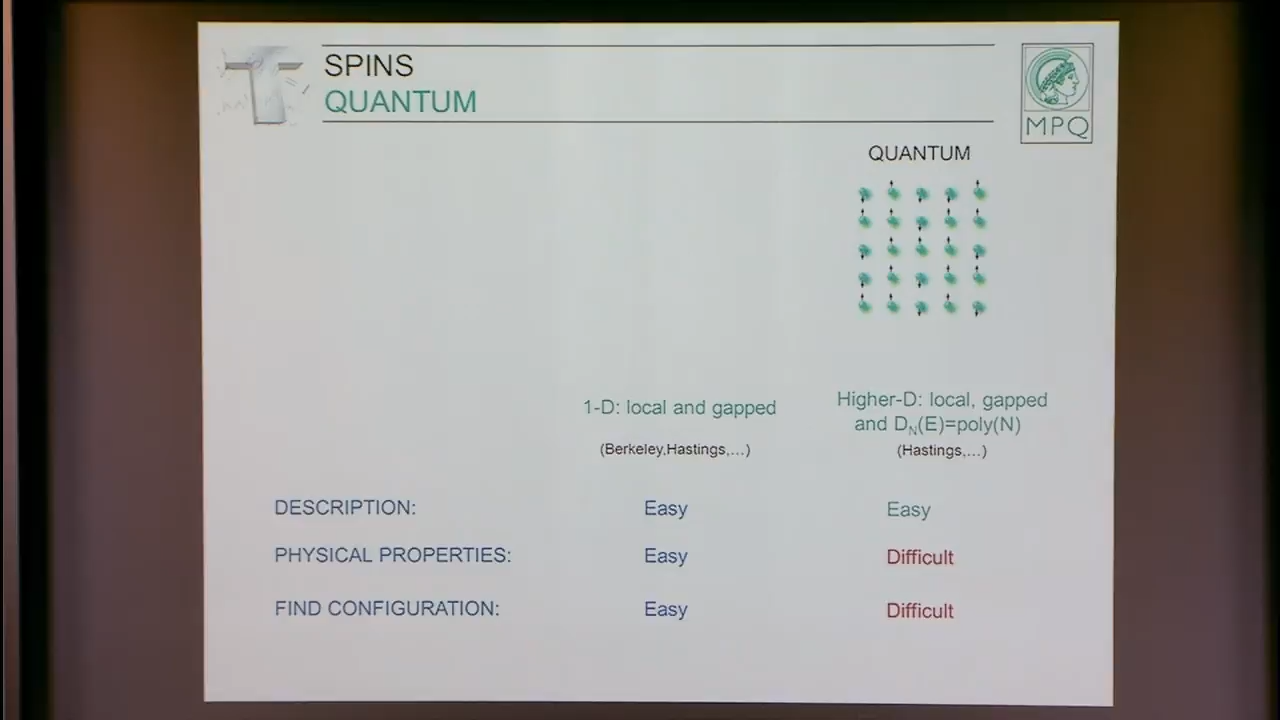 SPINS
QUANTUM
MPQ
QUANTUM
1-D: local and gapped
(Berkeley,Hastings,...)
Higher-D: local, gapped
and D_N(E)=poly(N)
(Hastings,...)
DESCRIPTION: Easy Easy
PHYSICAL PROPERTIES: Easy Difficult
FIND CONFIGURATION: Easy Difficult